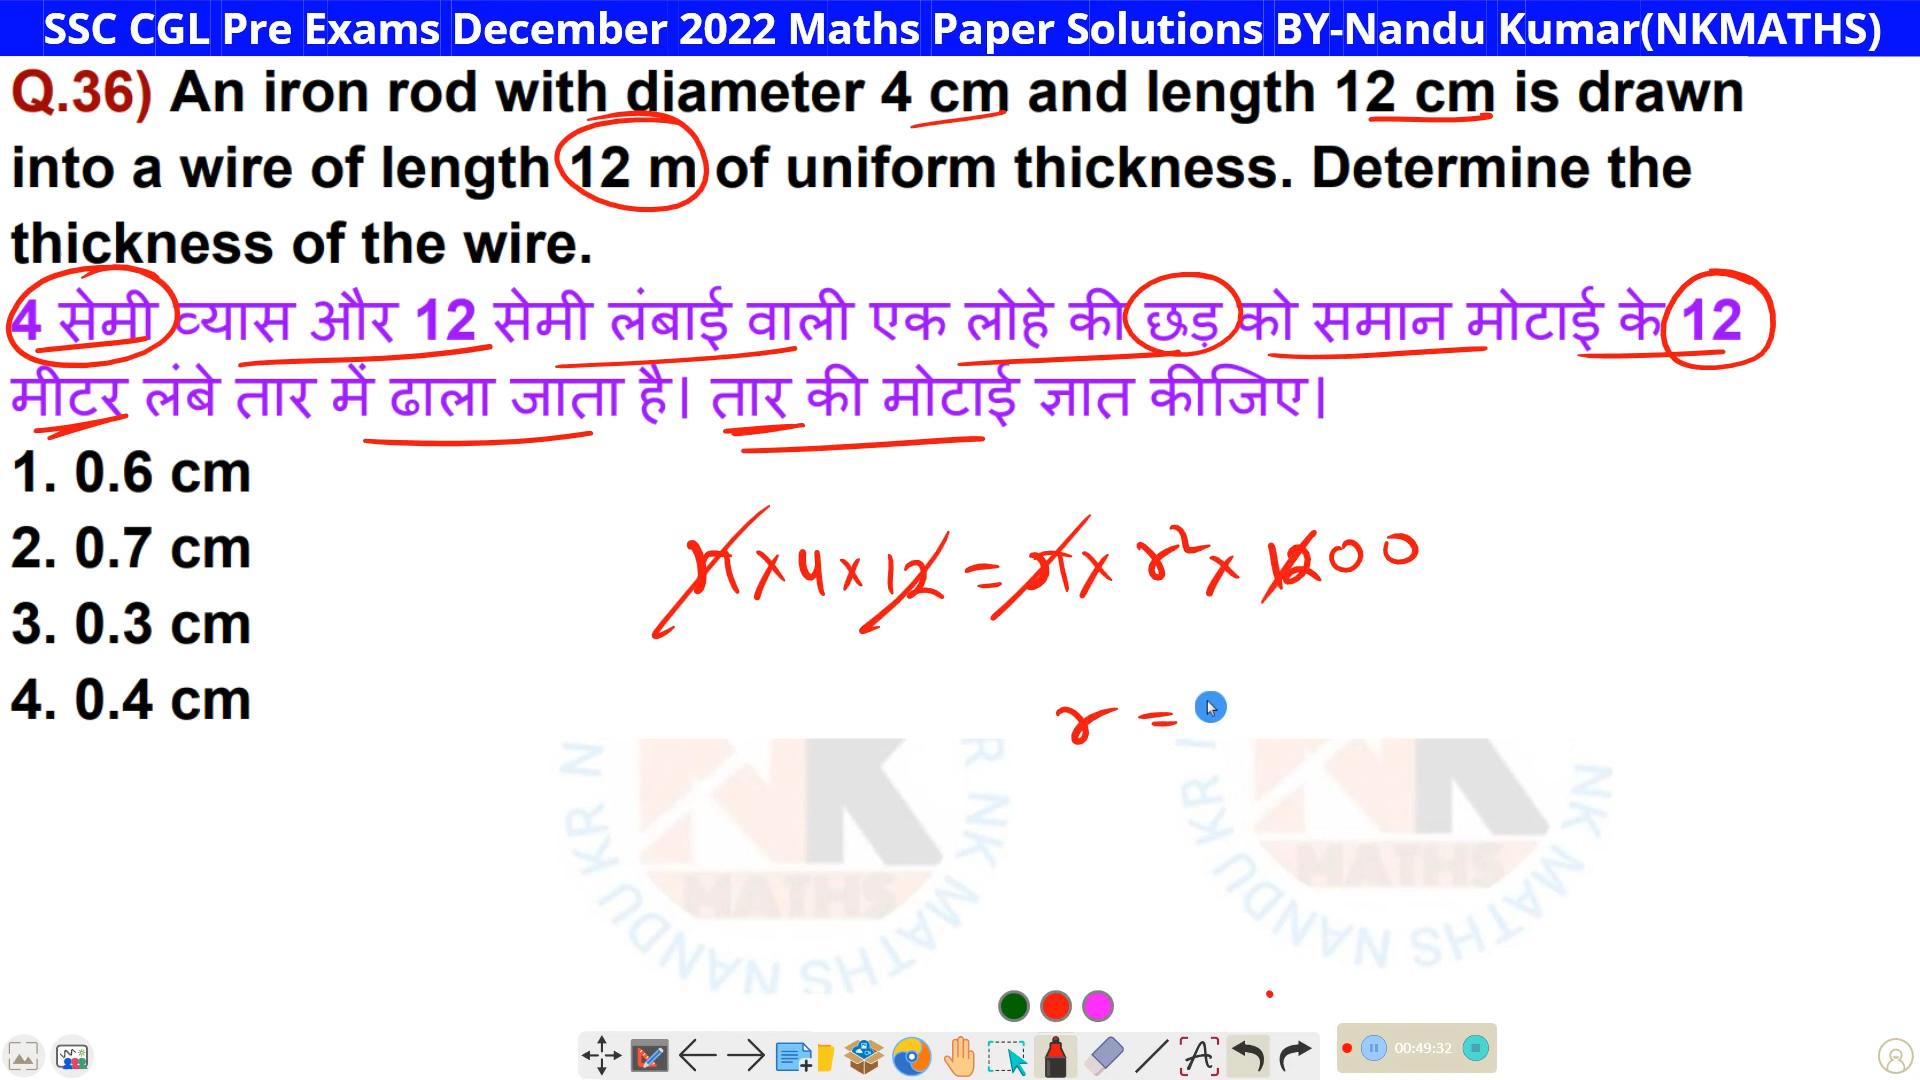 SSC CGL Pre Exams December 2022 Maths Paper Solutions BY-Nandu Kumar(NKMATHS)
Q.36) An iron rod with diameter 4 cm and length 12 cm is drawn
into a wire of length 12 m of uniform thickness. Determine the
thickness of the wire.
4 सेमी व्यास और 12 सेमी लंबाई वाली एक लोहे की छड़ को समान मोटाई के 12
मीटर लंबे तार में ढाला जाता है। तार की मोटाई ज्ञात कीजिए।
1. 0.6 cm
2. 0.7 cm
3. 0.3 cm
4. 0.4 cm
π × 4 × 12 = π × r² × 1200
r =
MATHS
MATHS
00:49:32